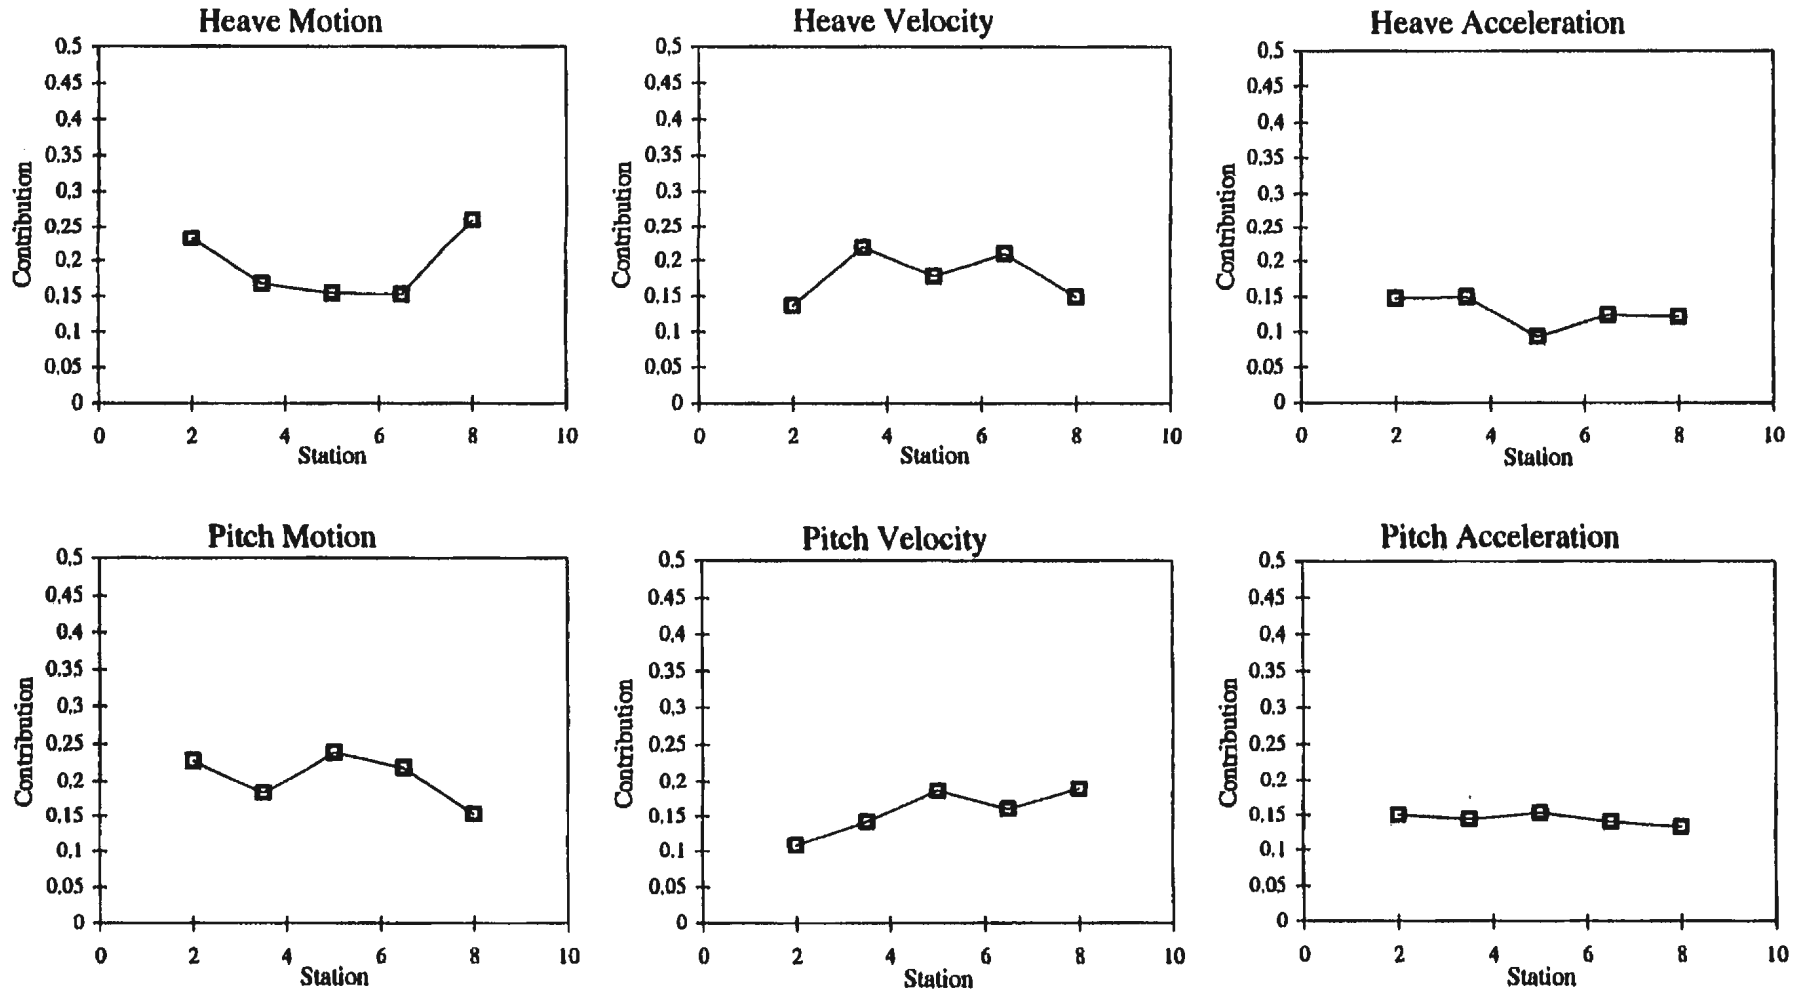 Heave Motion
0,5
0,45
0,4
0,35
0,3
0,25
0,2
0,15
0,1
0,05
0
Contribution
0 2 4 6 8 10
Station
Heave Velocity
0,5
0,45
0,4
0,35
0,3
0,25
0,2
0,15
0,1
0,05
0
Contribution
0 2 4 6 8 10
Station
Heave Acceleration
0,5
0,45
0,4
0,35
0,3
0,25
0,2
0,15
0,1
0,05
0
Contribution
0 2 4 6 8 10
Station
Pitch Motion
0,5
0,45
0,4
0,35
0,3
0,25
0,2
0,15
0,1
0,05
0
Contribution
0 2 4 6 8 10
Station
Pitch Velocity
0,5
0,45
0,4
0,35
0,3
0,25
0,2
0,15
0,1
0,05
0
Contribution
0 2 4 6 8 10
Station
Pitch Acceleration
0,5
0,45
0,4
0,35
0,3
0,25
0,2
0,15
0,1
0,05
0
Contribution
0 2 4 6 8 10
Station